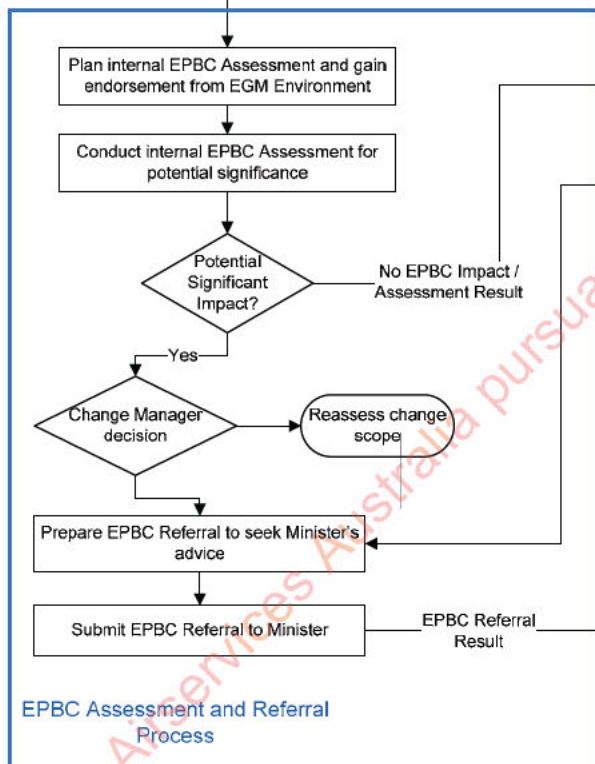 Plan internal EPBC Assessment and gain
endorsement from EGM Environment
Conduct internal EPBC Assessment for
potential significance
Potential
Significant
Impact?
No EPBC Impact /
Assessment Result
Yes
Change Manager
decision
Reassess change
scope
Prepare EPBC Referral to seek Minister's
advice
Submit EPBC Referral to Minister
EPBC Referral
Result
EPBC Assessment and Referral
Process
Airservices Australia pursua